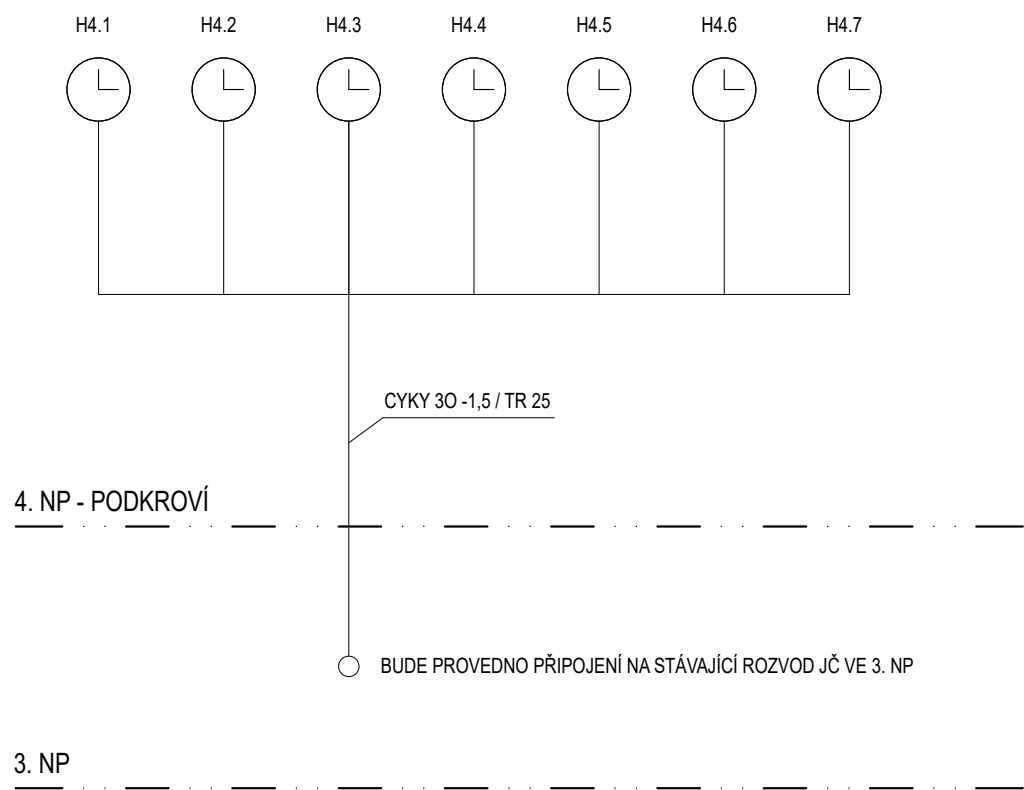 H4.1 H4.2 H4.3 H4.4 H4.5 H4.6 H4.7
CYKY 3O -1,5 / TR 25
4. NP - PODKROVÍ
BUDE PROVEDNO PŘIPOJENÍ NA STÁVAJÍCÍ ROZVOD JČ VE 3. NP
3. NP